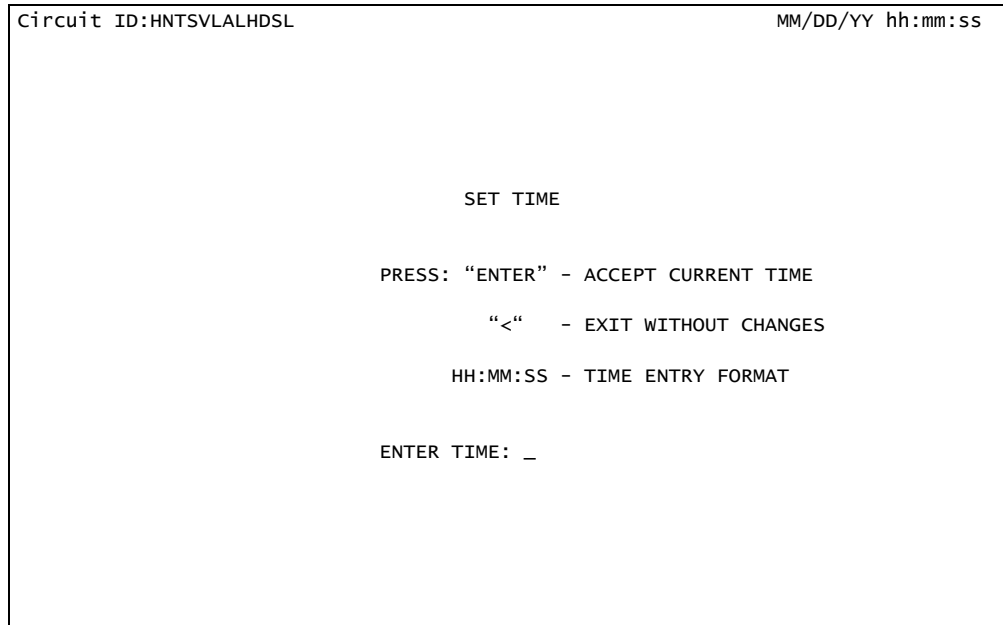 Circuit ID:HNTSVLALHDSL MM/DD/YY hh:mm:ss
SET TIME
PRESS: “ENTER” – ACCEPT CURRENT TIME
“<“ – EXIT WITHOUT CHANGES
HH:MM:SS – TIME ENTRY FORMAT
ENTER TIME: _